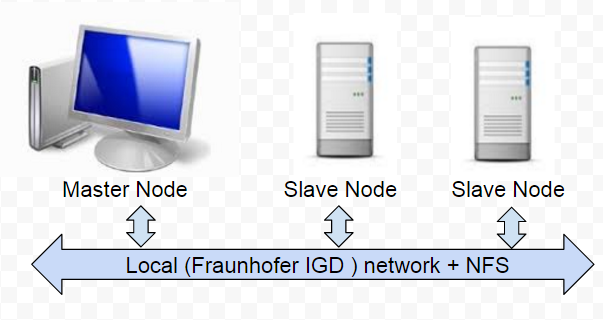 Master Node
Slave Node
Slave Node
Local (Fraunhofer IGD ) network + NFS